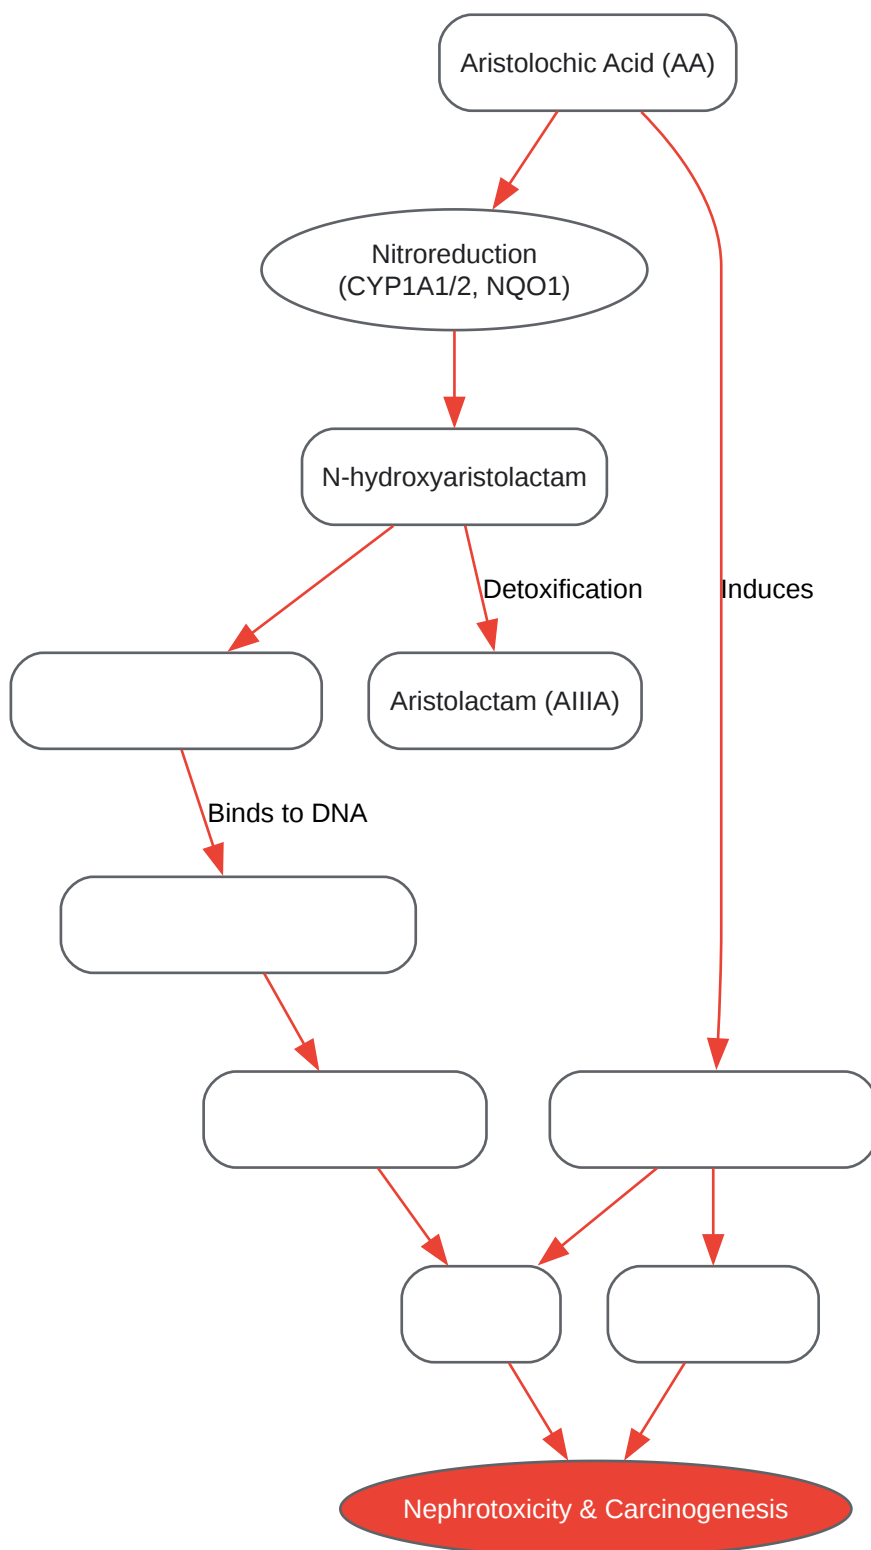 Aristolochic Acid (AA)
Nitroreduction
(CYP1A1/2, NQO1)
N-hydroxyaristolactam
Detoxification
Induces
Aristolactam (AIIIA)
Binds to DNA
Nephrotoxicity & Carcinogenesis